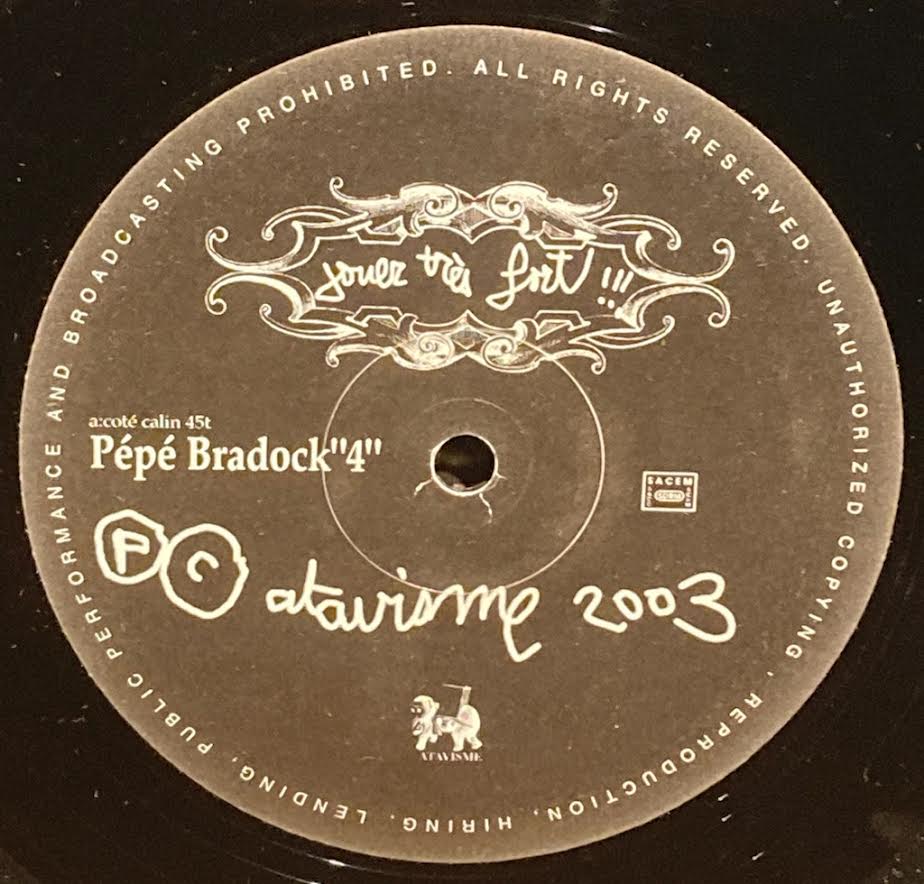 PUBLIC PERFORMANCE AND BROADCASTING PROHIBITED. ALL RIGHTS RESERVED. UNAUTHORIZED COPYING, REPRODUCTION, HIRING, LENDING,
jouez très fort !!!
a:coté calin 45t
Pépé Bradock"4"
SACEM
P C atavisme 2003
ATAVISME